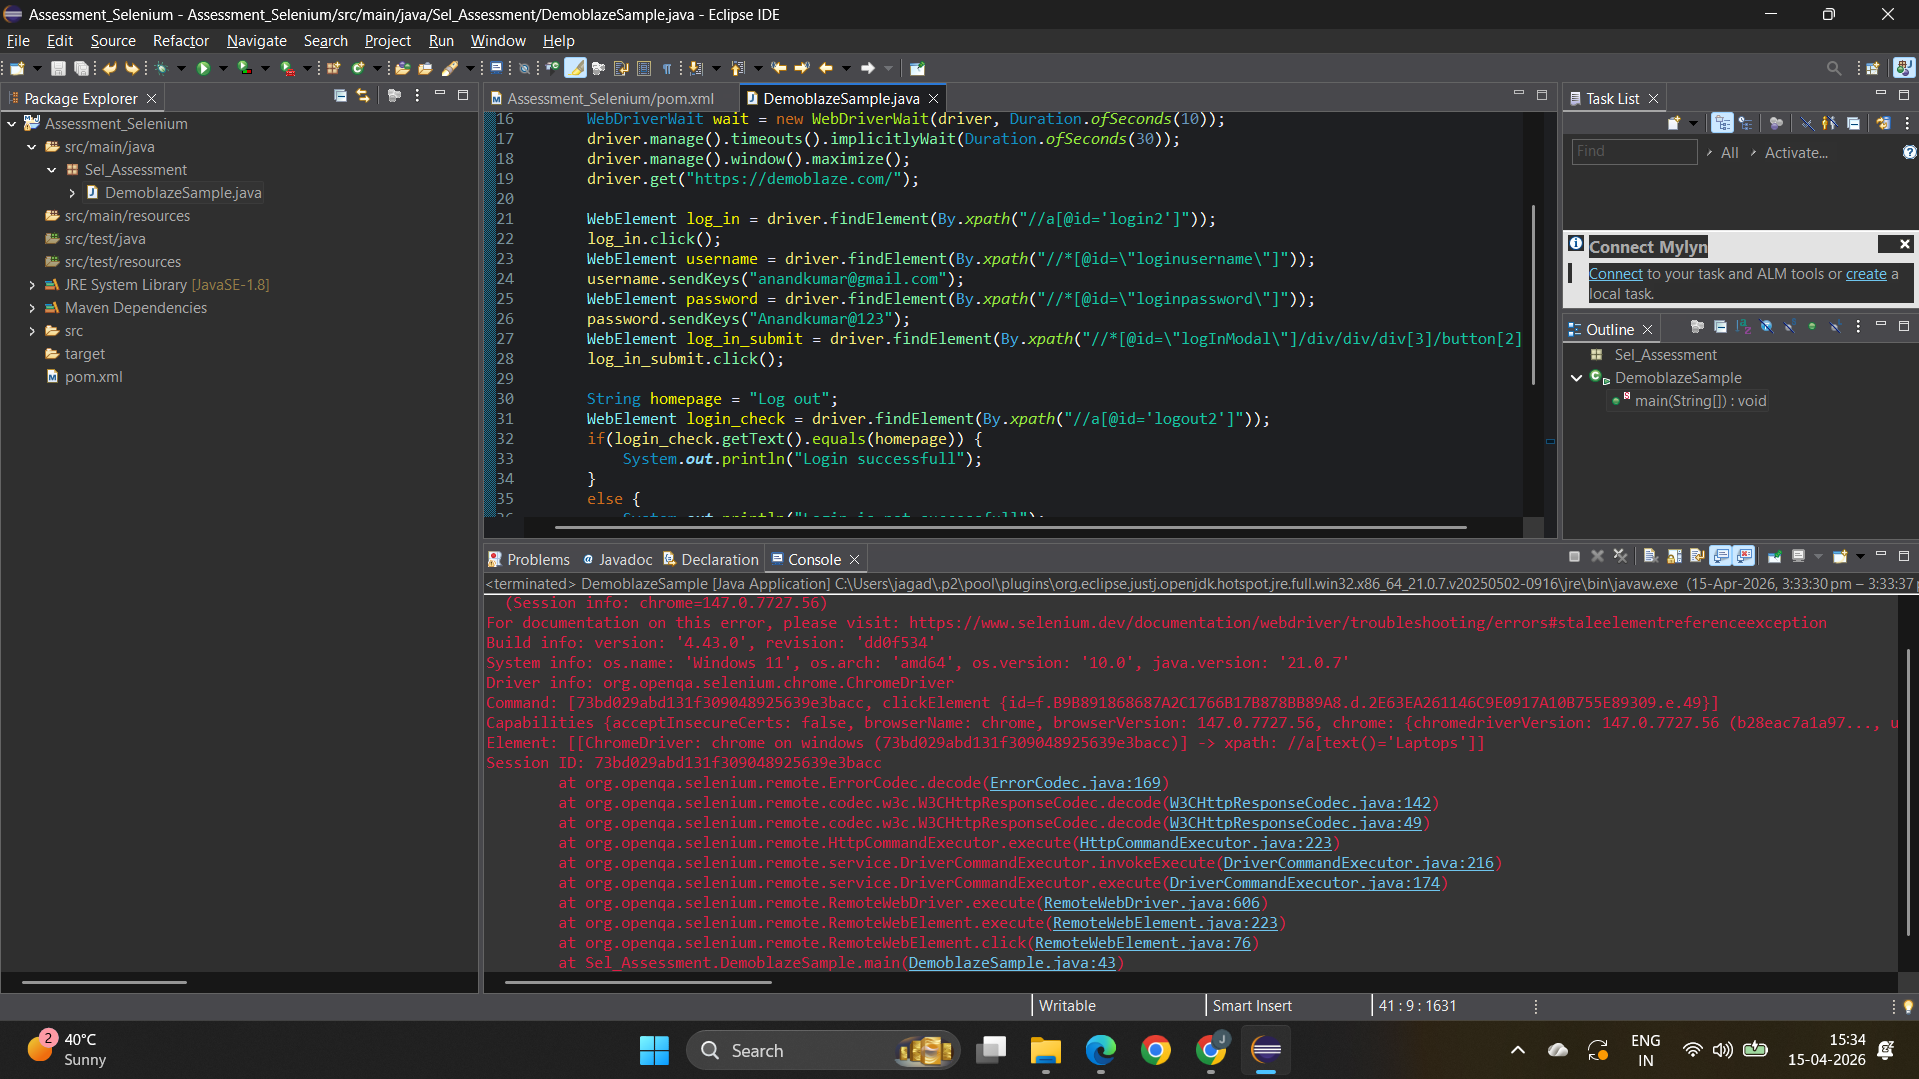 Assessment_Selenium - Assessment_Selenium/src/main/java/Sel_Assessment/DemoblazeSample.java - Eclipse IDE
File Edit Source Refactor Navigate Search Project Run Window Help
Package Explorer
Assessment_Selenium
src/main/java
Sel_Assessment
DemoblazeSample.java
src/main/resources
src/test/java
src/test/resources
JRE System Library [JavaSE-1.8]
Maven Dependencies
src
target
pom.xml
Assessment_Selenium/pom.xml DemoblazeSample.java
16 WebDriverWait wait = new WebDriverWait(driver, Duration.ofSeconds(10));
17 driver.manage().timeouts().implicitlyWait(Duration.ofSeconds(30));
18 driver.manage().window().maximize();
19 driver.get("https://demoblaze.com/");
20
21 WebElement log_in = driver.findElement(By.xpath("//a[@id='login2']"));
22 log_in.click();
23 WebElement username = driver.findElement(By.xpath("//*[@id=\"loginusername\"]"));
24 username.sendKeys("anandkumar@gmail.com");
25 WebElement password = driver.findElement(By.xpath("//*[@id=\"loginpassword\"]"));
26 password.sendKeys("Anandkumar@123");
27 WebElement log_in_submit = driver.findElement(By.xpath("//*[@id=\"logInModal\"]/div/div/div[3]/button[2]
28 log_in_submit.click();
29
30 String homepage = "Log out";
31 WebElement login_check = driver.findElement(By.xpath("//a[@id='logout2']"));
32 if(login_check.getText().equals(homepage)) {
33 System.out.println("Login successfull");
34 }
35 else {
Task List
Find All Activate...
Connect Mylyn
Connect to your task and ALM tools or create a
local task.
Outline
Sel_Assessment
DemoblazeSample
main(String[]) : void
Problems Javadoc Declaration Console
<terminated> DemoblazeSample [Java Application] C:\Users\jagad\.p2\pool\plugins\org.eclipse.justj.openjdk.hotspot.jre.full.win32.x86_64_21.0.7.v20250502-0916\jre\bin\javaw.exe (15-Apr-2026, 3:33:30 pm – 3:33:37 p
(Session info: chrome=147.0.7727.56)
For documentation on this error, please visit: https://www.selenium.dev/documentation/webdriver/troubleshooting/errors#staleelementreferenceexception
Build info: version: '4.43.0', revision: 'dd0f534'
System info: os.name: 'Windows 11', os.arch: 'amd64', os.version: '10.0', java.version: '21.0.7'
Driver info: org.openqa.selenium.chrome.ChromeDriver
Command: [73bd029abd131f309048925639e3bacc, clickElement {id=f.B9B891868687A2C1766B17B878BB89A8.d.2E63EA261146C9E0917A10B755E89309.e.49}]
Capabilities {acceptInsecureCerts: false, browserName: chrome, browserVersion: 147.0.7727.56, chrome: {chromedriverVersion: 147.0.7727.56 (b28eac7a1a97..., u
Element: [[ChromeDriver: chrome on windows (73bd029abd131f309048925639e3bacc)] -> xpath: //a[text()='Laptops']]
Session ID: 73bd029abd131f309048925639e3bacc
at org.openqa.selenium.remote.ErrorCodec.decode(ErrorCodec.java:169)
at org.openqa.selenium.remote.codec.w3c.W3CHttpResponseCodec.decode(W3CHttpResponseCodec.java:142)
at org.openqa.selenium.remote.codec.w3c.W3CHttpResponseCodec.decode(W3CHttpResponseCodec.java:49)
at org.openqa.selenium.remote.HttpCommandExecutor.execute(HttpCommandExecutor.java:223)
at org.openqa.selenium.remote.service.DriverCommandExecutor.invokeExecute(DriverCommandExecutor.java:216)
at org.openqa.selenium.remote.service.DriverCommandExecutor.execute(DriverCommandExecutor.java:174)
at org.openqa.selenium.remote.RemoteWebDriver.execute(RemoteWebDriver.java:606)
at org.openqa.selenium.remote.RemoteWebElement.execute(RemoteWebElement.java:223)
at org.openqa.selenium.remote.RemoteWebElement.click(RemoteWebElement.java:76)
at Sel_Assessment.DemoblazeSample.main(DemoblazeSample.java:43)
Writable Smart Insert 41 : 9 : 1631
2
40°C
Sunny
Search
J
ENG
IN
15:34
15-04-2026